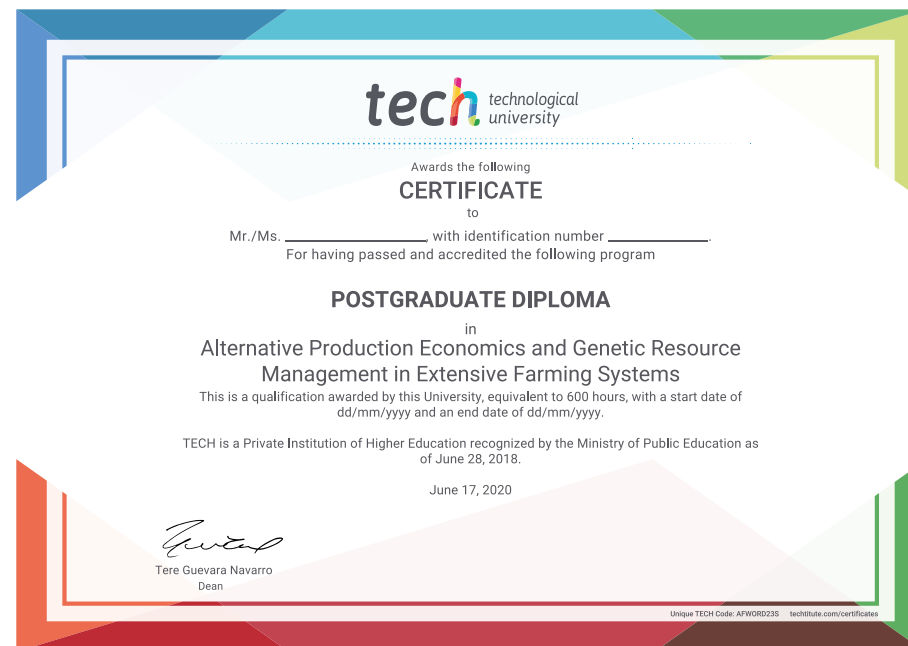 tech technological
university
Awards the following
CERTIFICATE
to
Mr./Ms. ____________, with identification number ____________.
For having passed and accredited the following program
POSTGRADUATE DIPLOMA
in
Alternative Production Economics and Genetic Resource
Management in Extensive Farming Systems
This is a qualification awarded by this University, equivalent to 600 hours, with a start date of
dd/mm/yyyy and an end date of dd/mm/yyyy.
TECH is a Private Institution of Higher Education recognized by the Ministry of Public Education as
of June 28, 2018.
June 17, 2020
Tere Guevara Navarro
Dean
Unique TECH Code: AFWORD23S techtitute.com/certificates